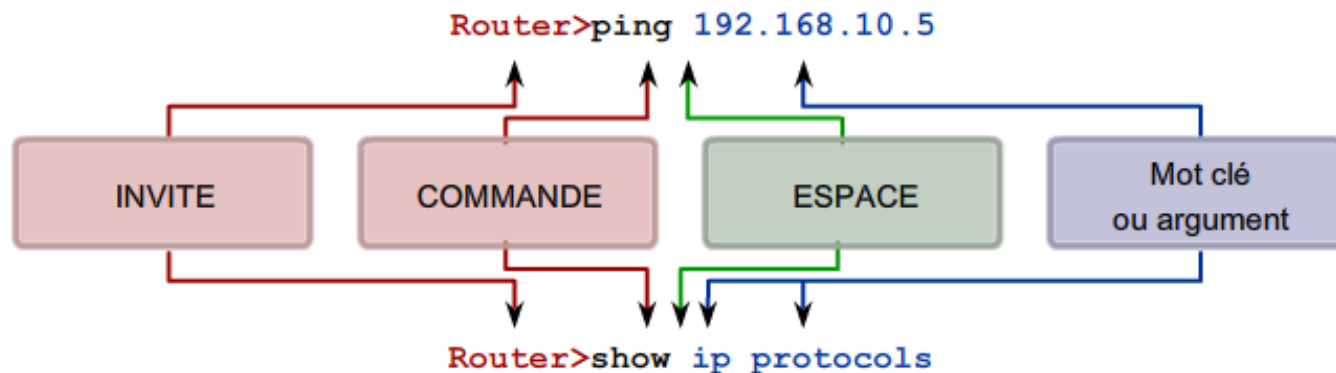 Router>ping 192.168.10.5
INVITE
COMMANDE
ESPACE
Mot clé
ou argument
Router>show ip protocols